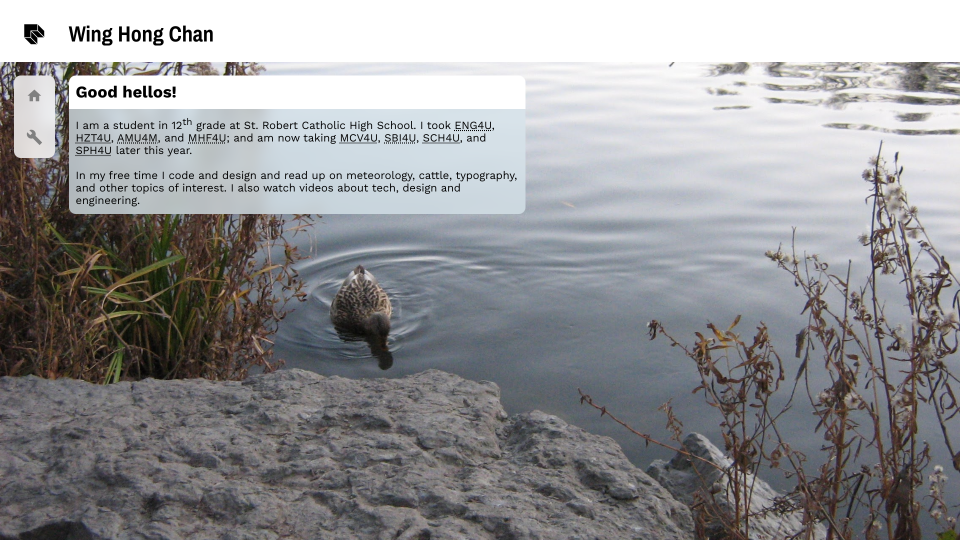 Wing Hong Chan
Good hellos!
I am a student in 12th grade at St. Robert Catholic High School. I took ENG4U,
HZT4U, AMU4M, and MHF4U; and am now taking MCV4U, SBI4U, SCH4U, and
SPH4U later this year.
In my free time I code and design and read up on meteorology, cattle, typography,
and other topics of interest. I also watch videos about tech, design and
engineering.